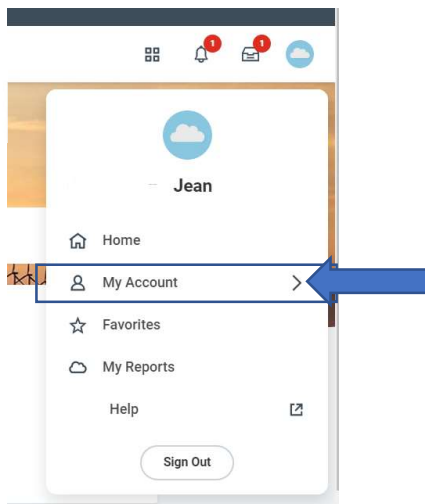 1 1
Jean
Home
My Account
Favorites
My Reports
Help
Sign Out